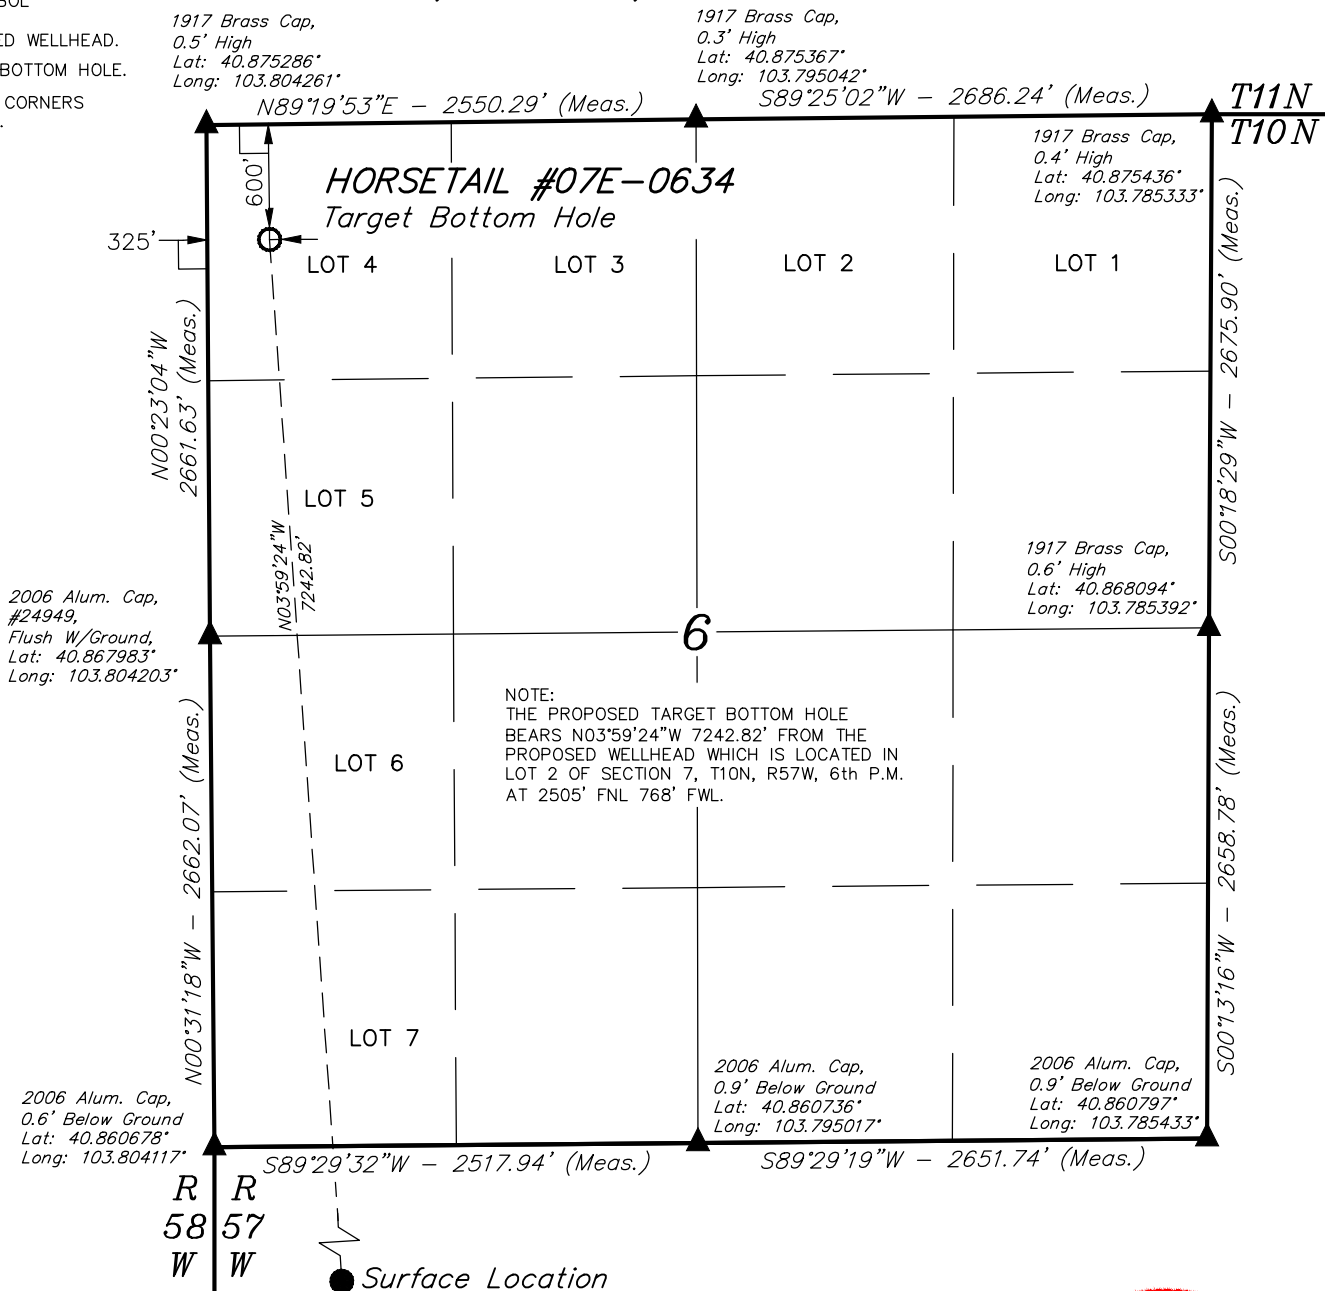 BOL
ED WELLHEAD.
BOTTOM HOLE.
CORNERS
1917 Brass Cap,
0.5' High
Lat: 40.875286°
Long: 103.804261°
1917 Brass Cap,
0.3' High
Lat: 40.875367°
Long: 103.795042°
N89°19'53"E - 2550.29' (Meas.)
S89°25'02"W - 2686.24' (Meas.)
T11N
T10N
1917 Brass Cap,
0.4' High
Lat: 40.875436°
Long: 103.785333°
600'
HORSETAIL #07E-0634
Target Bottom Hole
325'
LOT 4
LOT 3
LOT 2
LOT 1
N00°23'04"W
2661.63' (Meas.)
S00°18'29"W - 2675.90' (Meas.)
LOT 5
N03°59'24"W
7242.82'
1917 Brass Cap,
0.6' High
Lat: 40.868094°
Long: 103.785392°
2006 Alum. Cap,
#24949,
Flush W/Ground,
Lat: 40.867983°
Long: 103.804203°
6
NOTE:
THE PROPOSED TARGET BOTTOM HOLE
BEARS N03°59'24"W 7242.82' FROM THE
PROPOSED WELLHEAD WHICH IS LOCATED IN
LOT 2 OF SECTION 7, T10N, R57W, 6th P.M.
AT 2505' FNL 768' FWL.
LOT 6
N00°31'18"W - 2662.07' (Meas.)
S00°13'16"W - 2658.78' (Meas.)
LOT 7
2006 Alum. Cap,
0.6' Below Ground
Lat: 40.860678°
Long: 103.804117°
2006 Alum. Cap,
0.9' Below Ground
Lat: 40.860736°
Long: 103.795017°
2006 Alum. Cap,
0.9' Below Ground
Lat: 40.860797°
Long: 103.785433°
S89°29'32"W - 2517.94' (Meas.)
S89°29'19"W - 2651.74' (Meas.)
R R
58 57
W W
Surface Location